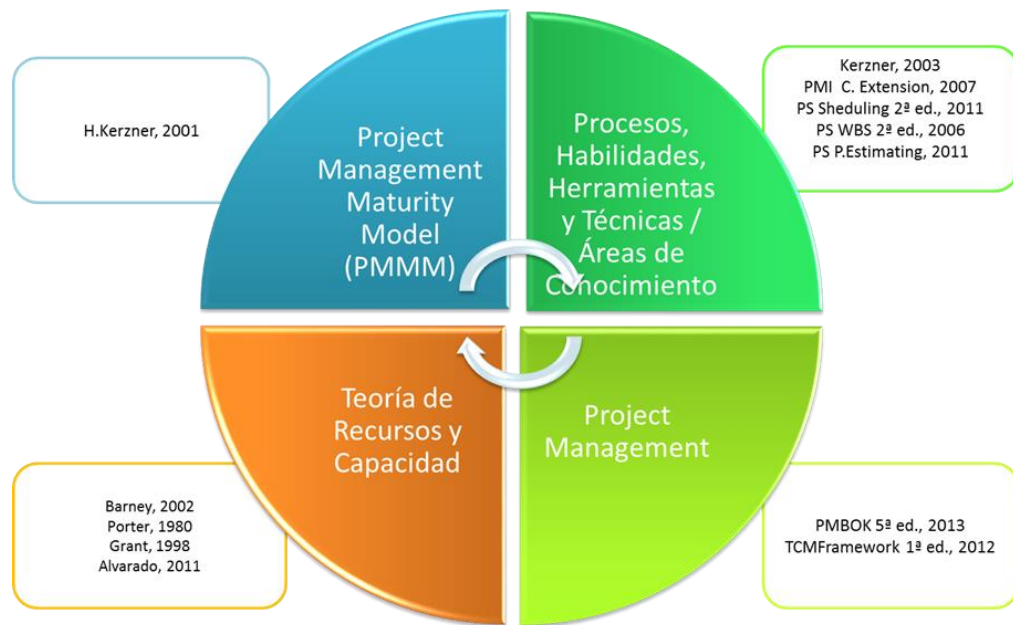 H.Kerzner, 2001
Project
Management
Maturity
Model
(PMMM)
Procesos,
Habilidades,
Herramientas
y Técnicas /
Áreas de
Conocimiento
Kerzner, 2003
PMI C. Extension, 2007
PS Sheduling 2ª ed., 2011
PS WBS 2ª ed., 2006
PS P.Estimating, 2011
Teoría de
Recursos y
Capacidad
Project
Management
Barney, 2002
Porter, 1980
Grant, 1998
Alvarado, 2011
PMBOK 5ª ed., 2013
TCMFramework 1ª ed., 2012